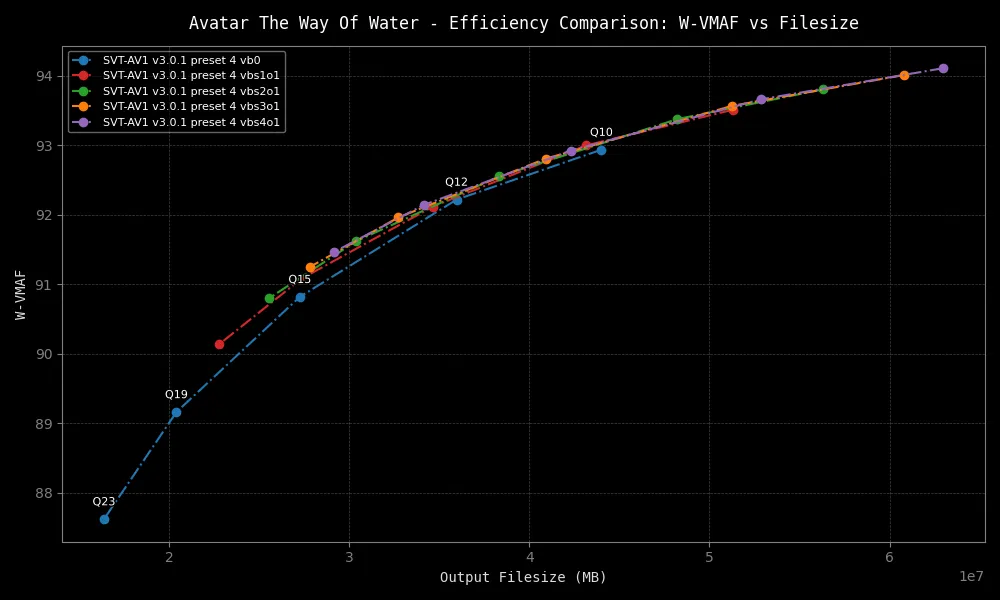 Avatar The Way Of Water - Efficiency Comparison: W-VMAF vs Filesize
SVT-AV1 v3.0.1 preset 4 vb0
SVT-AV1 v3.0.1 preset 4 vbs1o1
SVT-AV1 v3.0.1 preset 4 vbs2o1
SVT-AV1 v3.0.1 preset 4 vbs3o1
SVT-AV1 v3.0.1 preset 4 vbs4o1
94
93
92
91
90
89
88
W-VMAF
Q10
Q12
Q15
Q19
Q23
2 3 4 5 6
1e7
Output Filesize (MB)